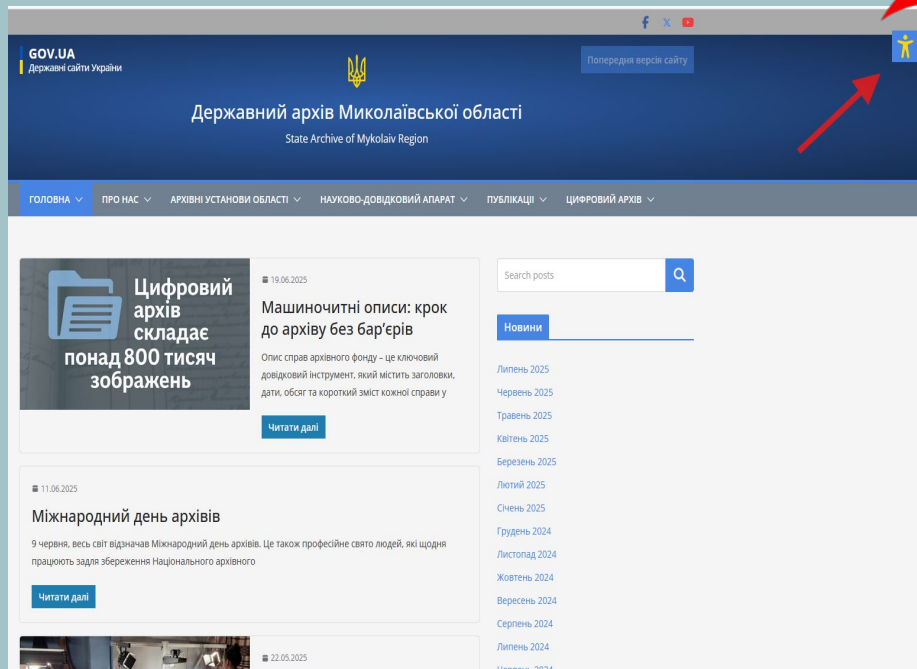 GOV.UA
Державні сайти України
Попередня версія сайту
Державний архів Миколаївської області
State Archive of Mykolaiv Region
ГОЛОВНА
ПРО НАС
АРХІВНІ УСТАНОВИ ОБЛАСТІ
НАУКОВО-ДОВІДКОВИЙ АПАРАТ
ПУБЛІКАЦІЇ
ЦИФРОВИЙ АРХІВ
Цифровий
архів
складає
понад 800 тисяч
зображень
19.06.2025
Машиночитні описи: крок
до архіву без бар’єрів
Опис справ архівного фонду – це ключовий
довідковий інструмент, який містить заголовки,
дати, обсяг та короткий зміст кожної справи у
Читати далі
11.06.2025
Міжнародний день архівів
9 червня, весь світ відзначав Міжнародний день архівів. Це також професійне свято людей, які щодня
працюють задля збереження Національного архівного
Читати далі
22.05.2025
Search posts
Новини
Липень 2025
Червень 2025
Травень 2025
Квітень 2025
Березень 2025
Лютий 2025
Січень 2025
Грудень 2024
Листопад 2024
Жовтень 2024
Вересень 2024
Серпень 2024
Липень 2024
Червень 2024